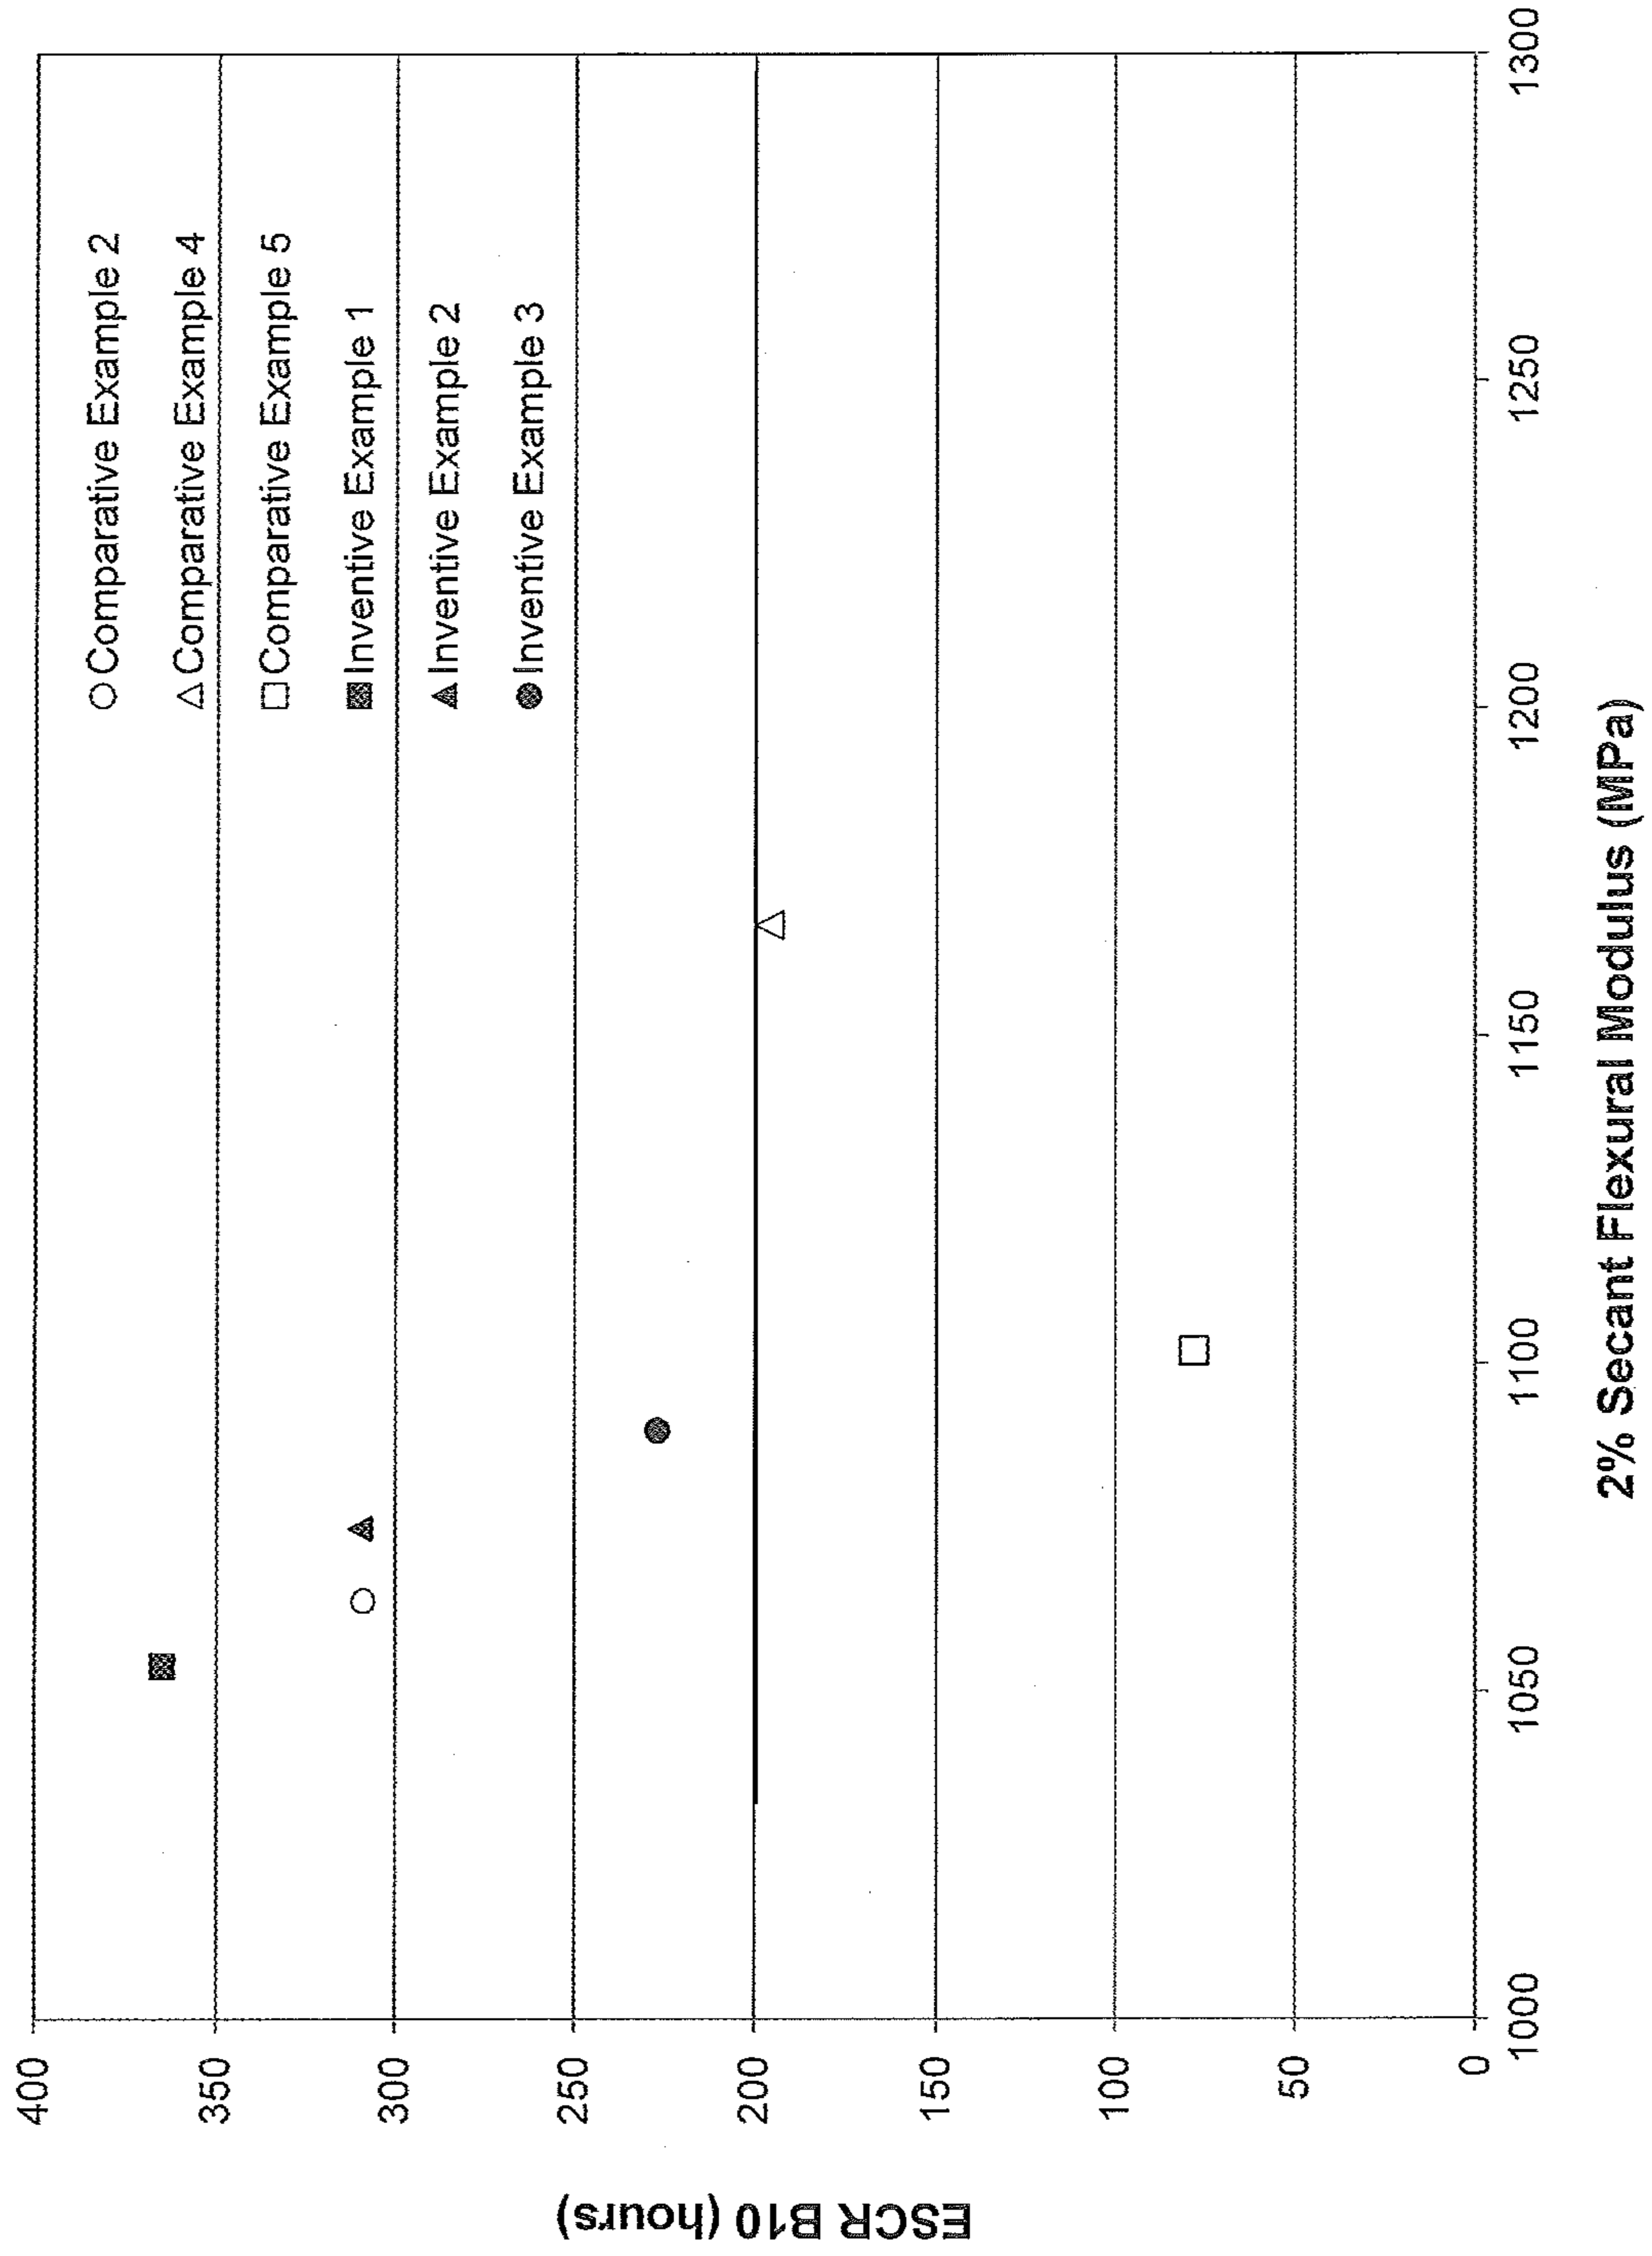 ESCR B10 (hours)
400
350
300
250
200
150
100
50
0
Comparative Example 2
Comparative Example 4
Comparative Example 5
Inventive Example 1
Inventive Example 2
Inventive Example 3
1000
1050
1100
1150
1200
1250
1300
2% Secant Flexural Modulus (MPa)